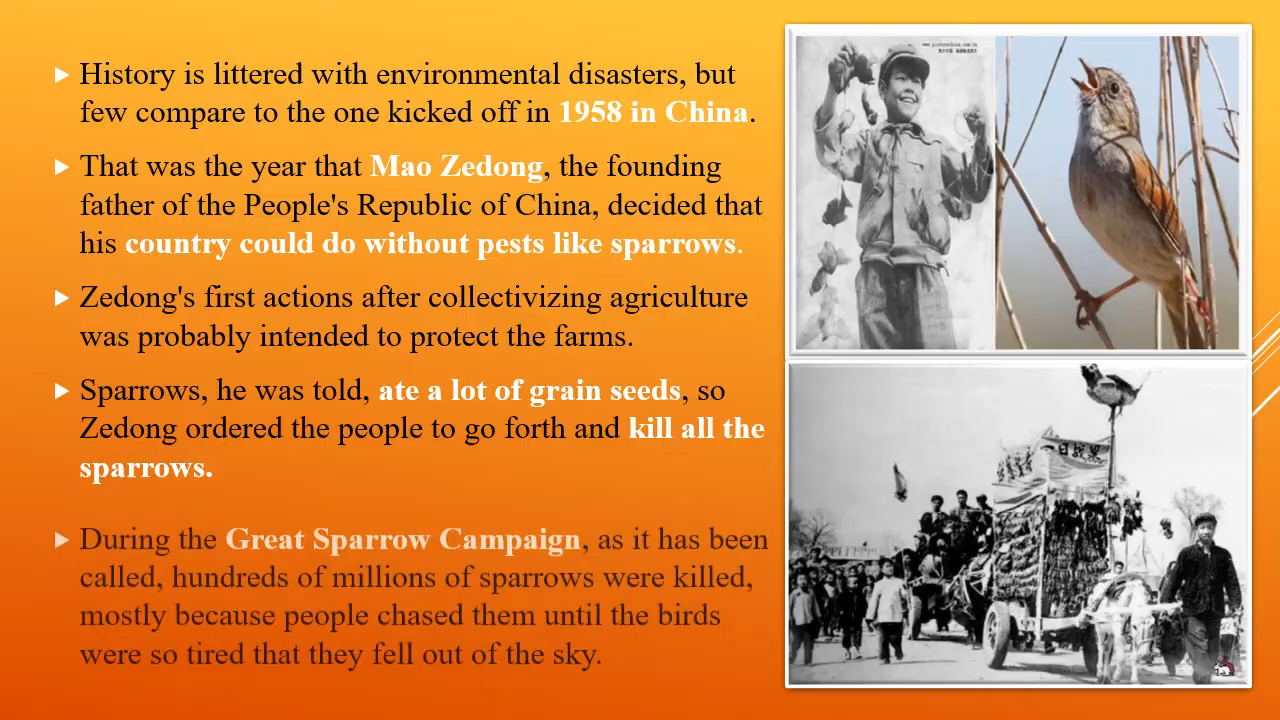 History is littered with environmental disasters, but
few compare to the one kicked off in 1958 in China.
That was the year that Mao Zedong, the founding
father of the People's Republic of China, decided that
his country could do without pests like sparrows.
Zedong's first actions after collectivizing agriculture
was probably intended to protect the farms.
Sparrows, he was told, ate a lot of grain seeds, so
Zedong ordered the people to go forth and kill all the
sparrows.
During the Great Sparrow Campaign, as it has been
called, hundreds of millions of sparrows were killed,
mostly because people chased them until the birds
were so tired that they fell out of the sky.